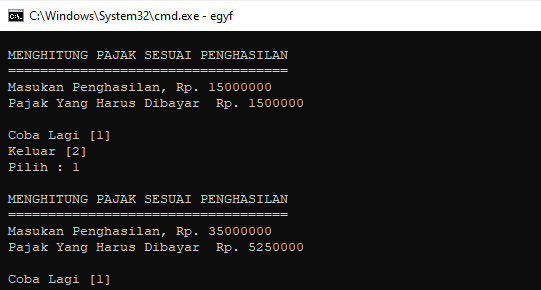 C:\Windows\System32\cmd.exe - egyf
MENGHITUNG PAJAK SESUAI PENGHASILAN
===================================
Masukan Penghasilan, Rp. 15000000
Pajak Yang Harus Dibayar  Rp. 1500000
Coba Lagi [1]
Keluar [2]
Pilih : 1
MENGHITUNG PAJAK SESUAI PENGHASILAN
===================================
Masukan Penghasilan, Rp. 35000000
Pajak Yang Harus Dibayar  Rp. 5250000
Coba Lagi [1]